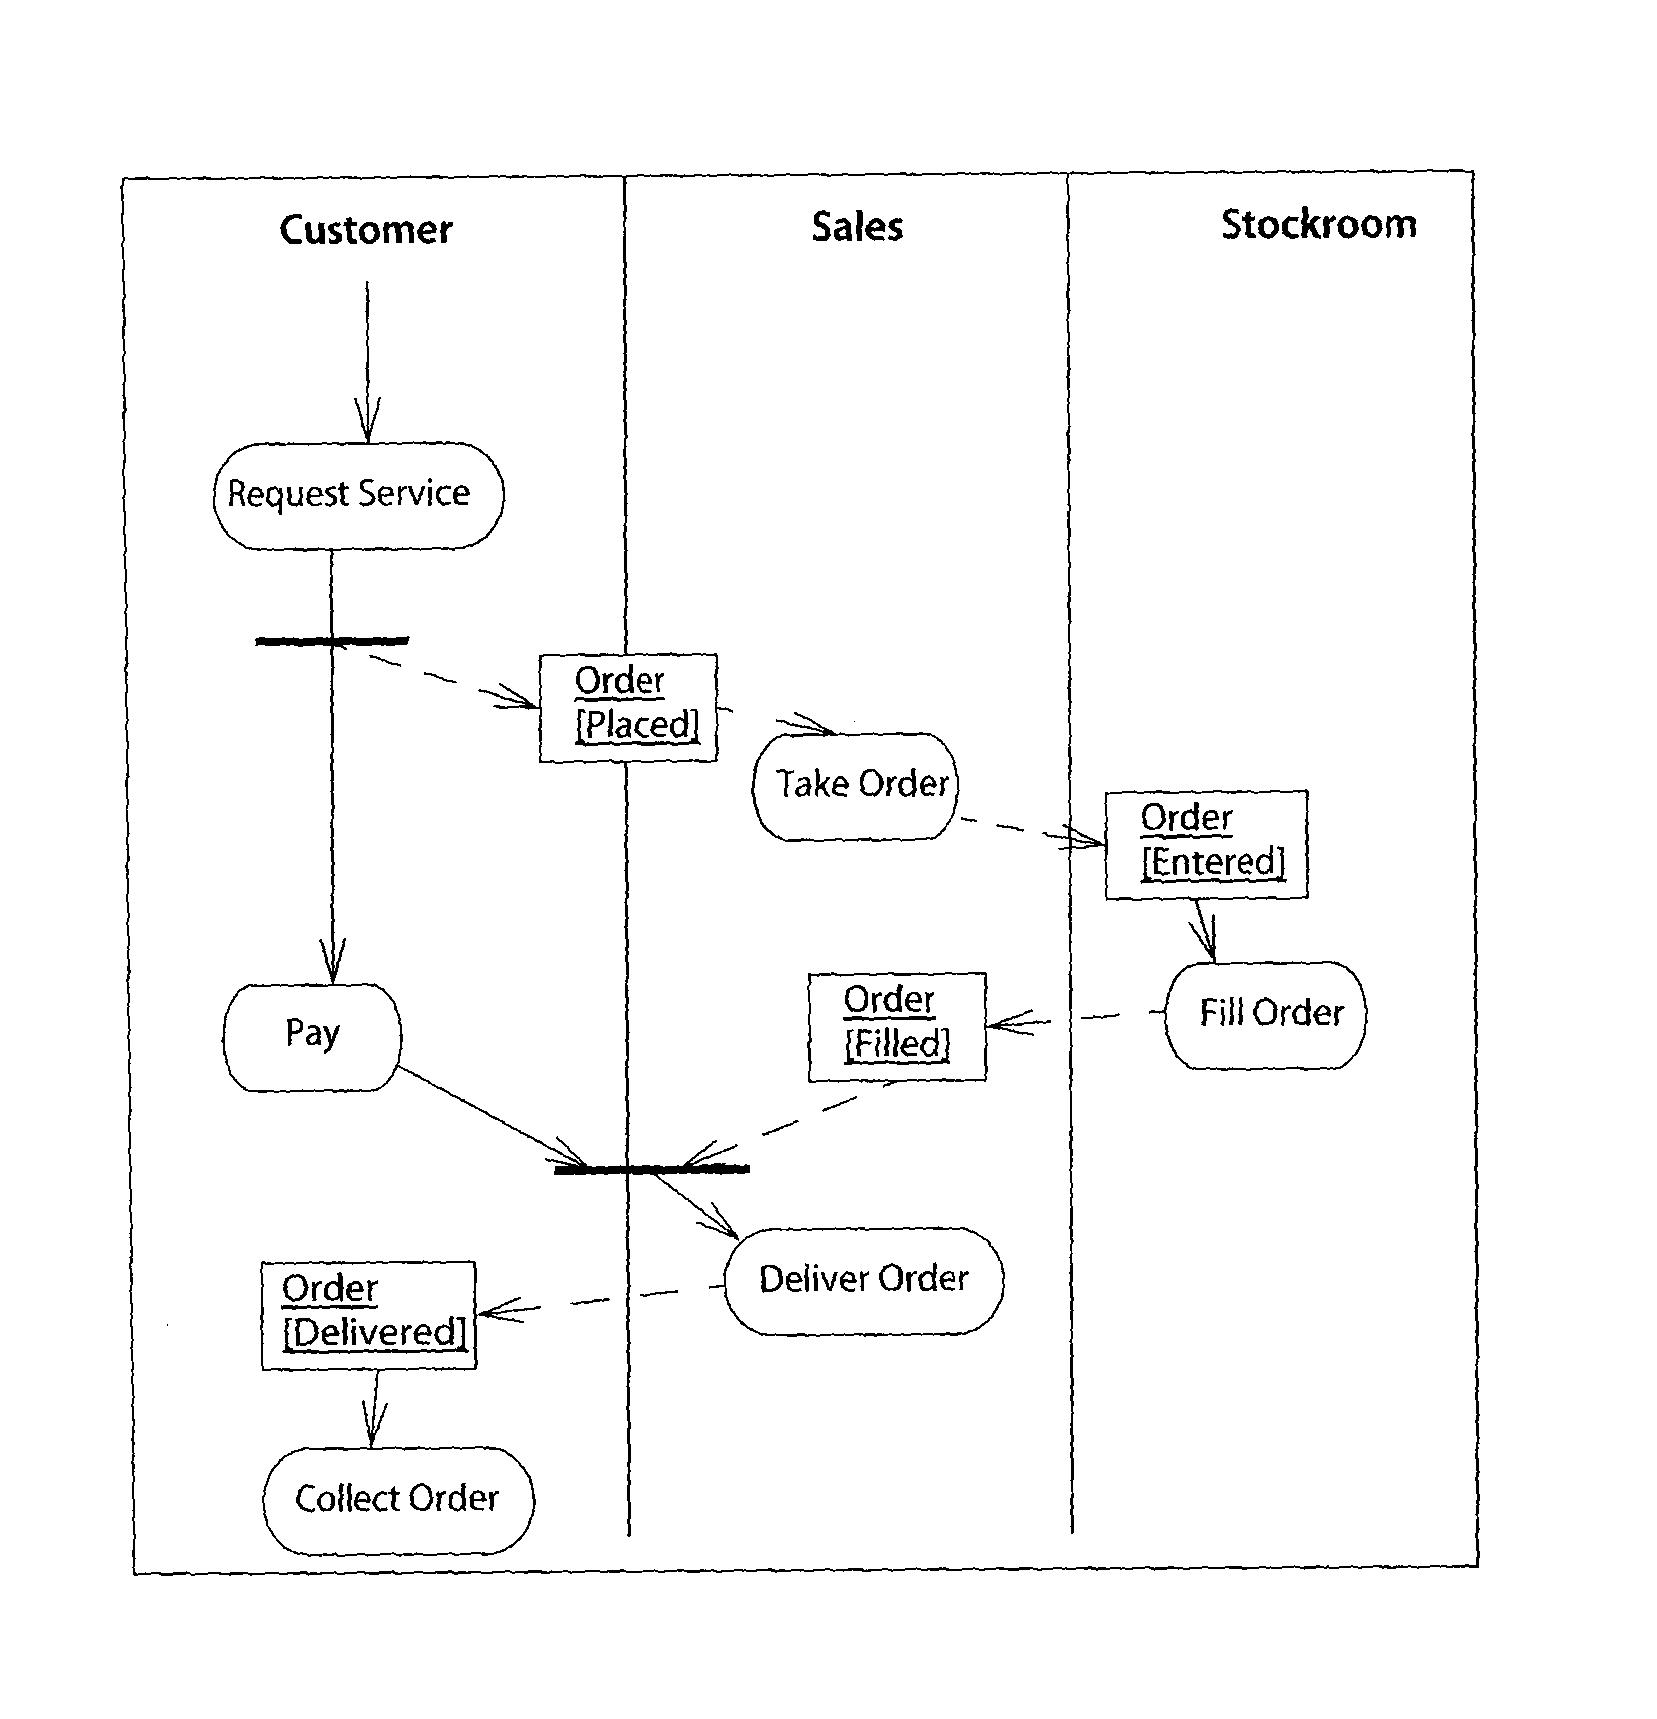 Customer
Sales
Stockroom
Request Service
Order
[Placed]
Take Order
Order
[Entered]
Order
[Filled]
Fill Order
Pay
Deliver Order
Order
[Delivered]
Collect Order